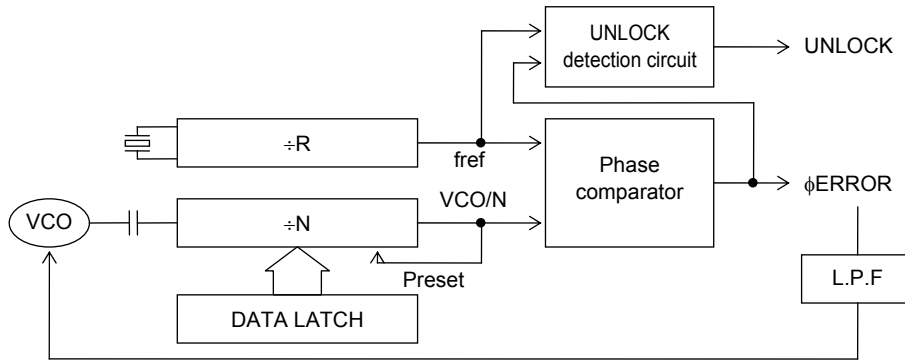 UNLOCK
detection circuit
UNLOCK
÷R
fref
Phase
comparator
VCO/N
ϕERROR
VCO
÷N
Preset
L.P.F
DATA LATCH